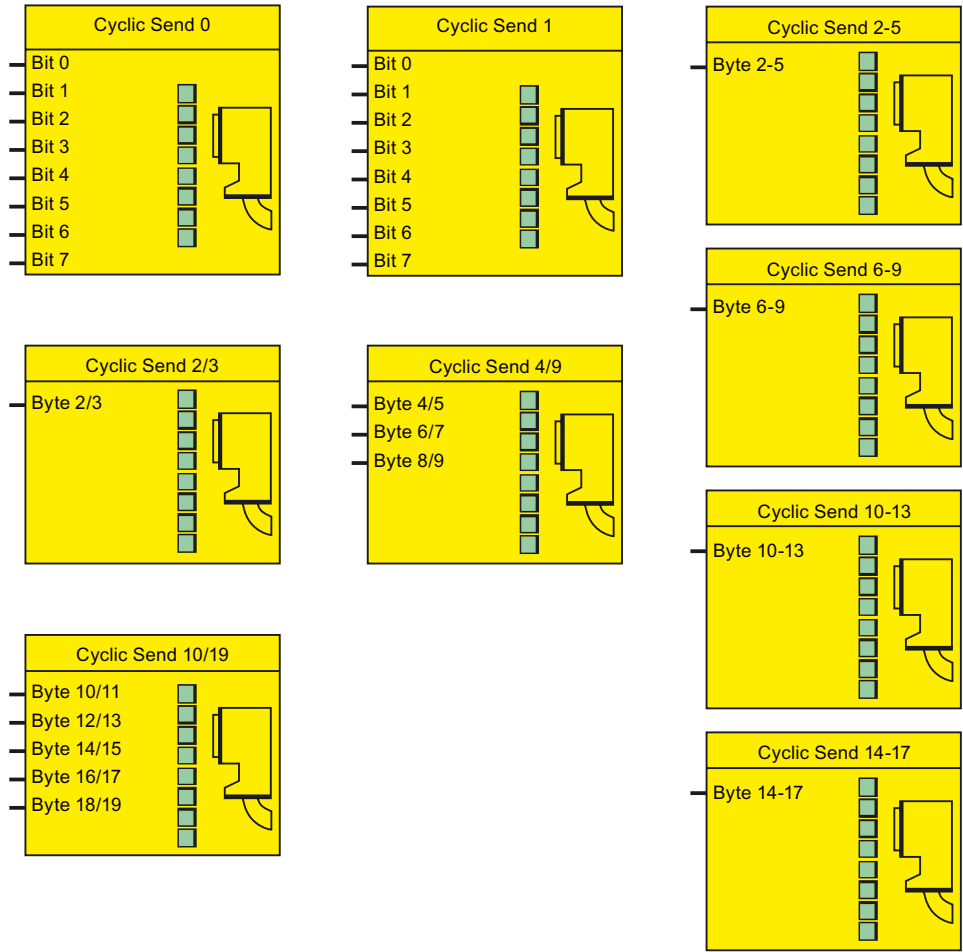 Cyclic Send 0
Bit 0
Bit 1
Bit 2
Bit 3
Bit 4
Bit 5
Bit 6
Bit 7
Cyclic Send 1
Bit 0
Bit 1
Bit 2
Bit 3
Bit 4
Bit 5
Bit 6
Bit 7
Cyclic Send 2-5
Byte 2-5
Cyclic Send 6-9
Byte 6-9
Cyclic Send 2/3
Byte 2/3
Cyclic Send 4/9
Byte 4/5
Byte 6/7
Byte 8/9
Cyclic Send 10-13
Byte 10-13
Cyclic Send 10/19
Byte 10/11
Byte 12/13
Byte 14/15
Byte 16/17
Byte 18/19
Cyclic Send 14-17
Byte 14-17